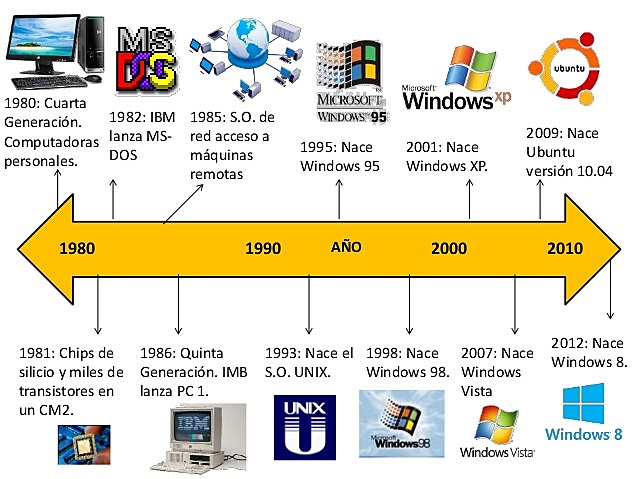 MS
DOS
ubuntu
MICROSOFT
WINDOWS 95
Microsoft
Windows xp
1980: Cuarta
Generación.
Computadoras
personales.
1982: IBM
lanza MS-
DOS
1985: S.O. de
red acceso a
máquinas
remotas
1995: Nace
Windows 95
2001: Nace
Windows XP.
2009: Nace
Ubuntu
versión 10.04
1980
1990
AÑO
2000
2010
1981: Chips de
silicio y miles de
transistores en
un CM2.
1986: Quinta
Generación. IMB
lanza PC 1.
1993: Nace el
S.O. UNIX.
1998: Nace
Windows 98.
2007: Nace
Windows
Vista
2012: Nace
Windows 8.
UNIX
U
Microsoft
Windows98
Windows Vista
Windows 8